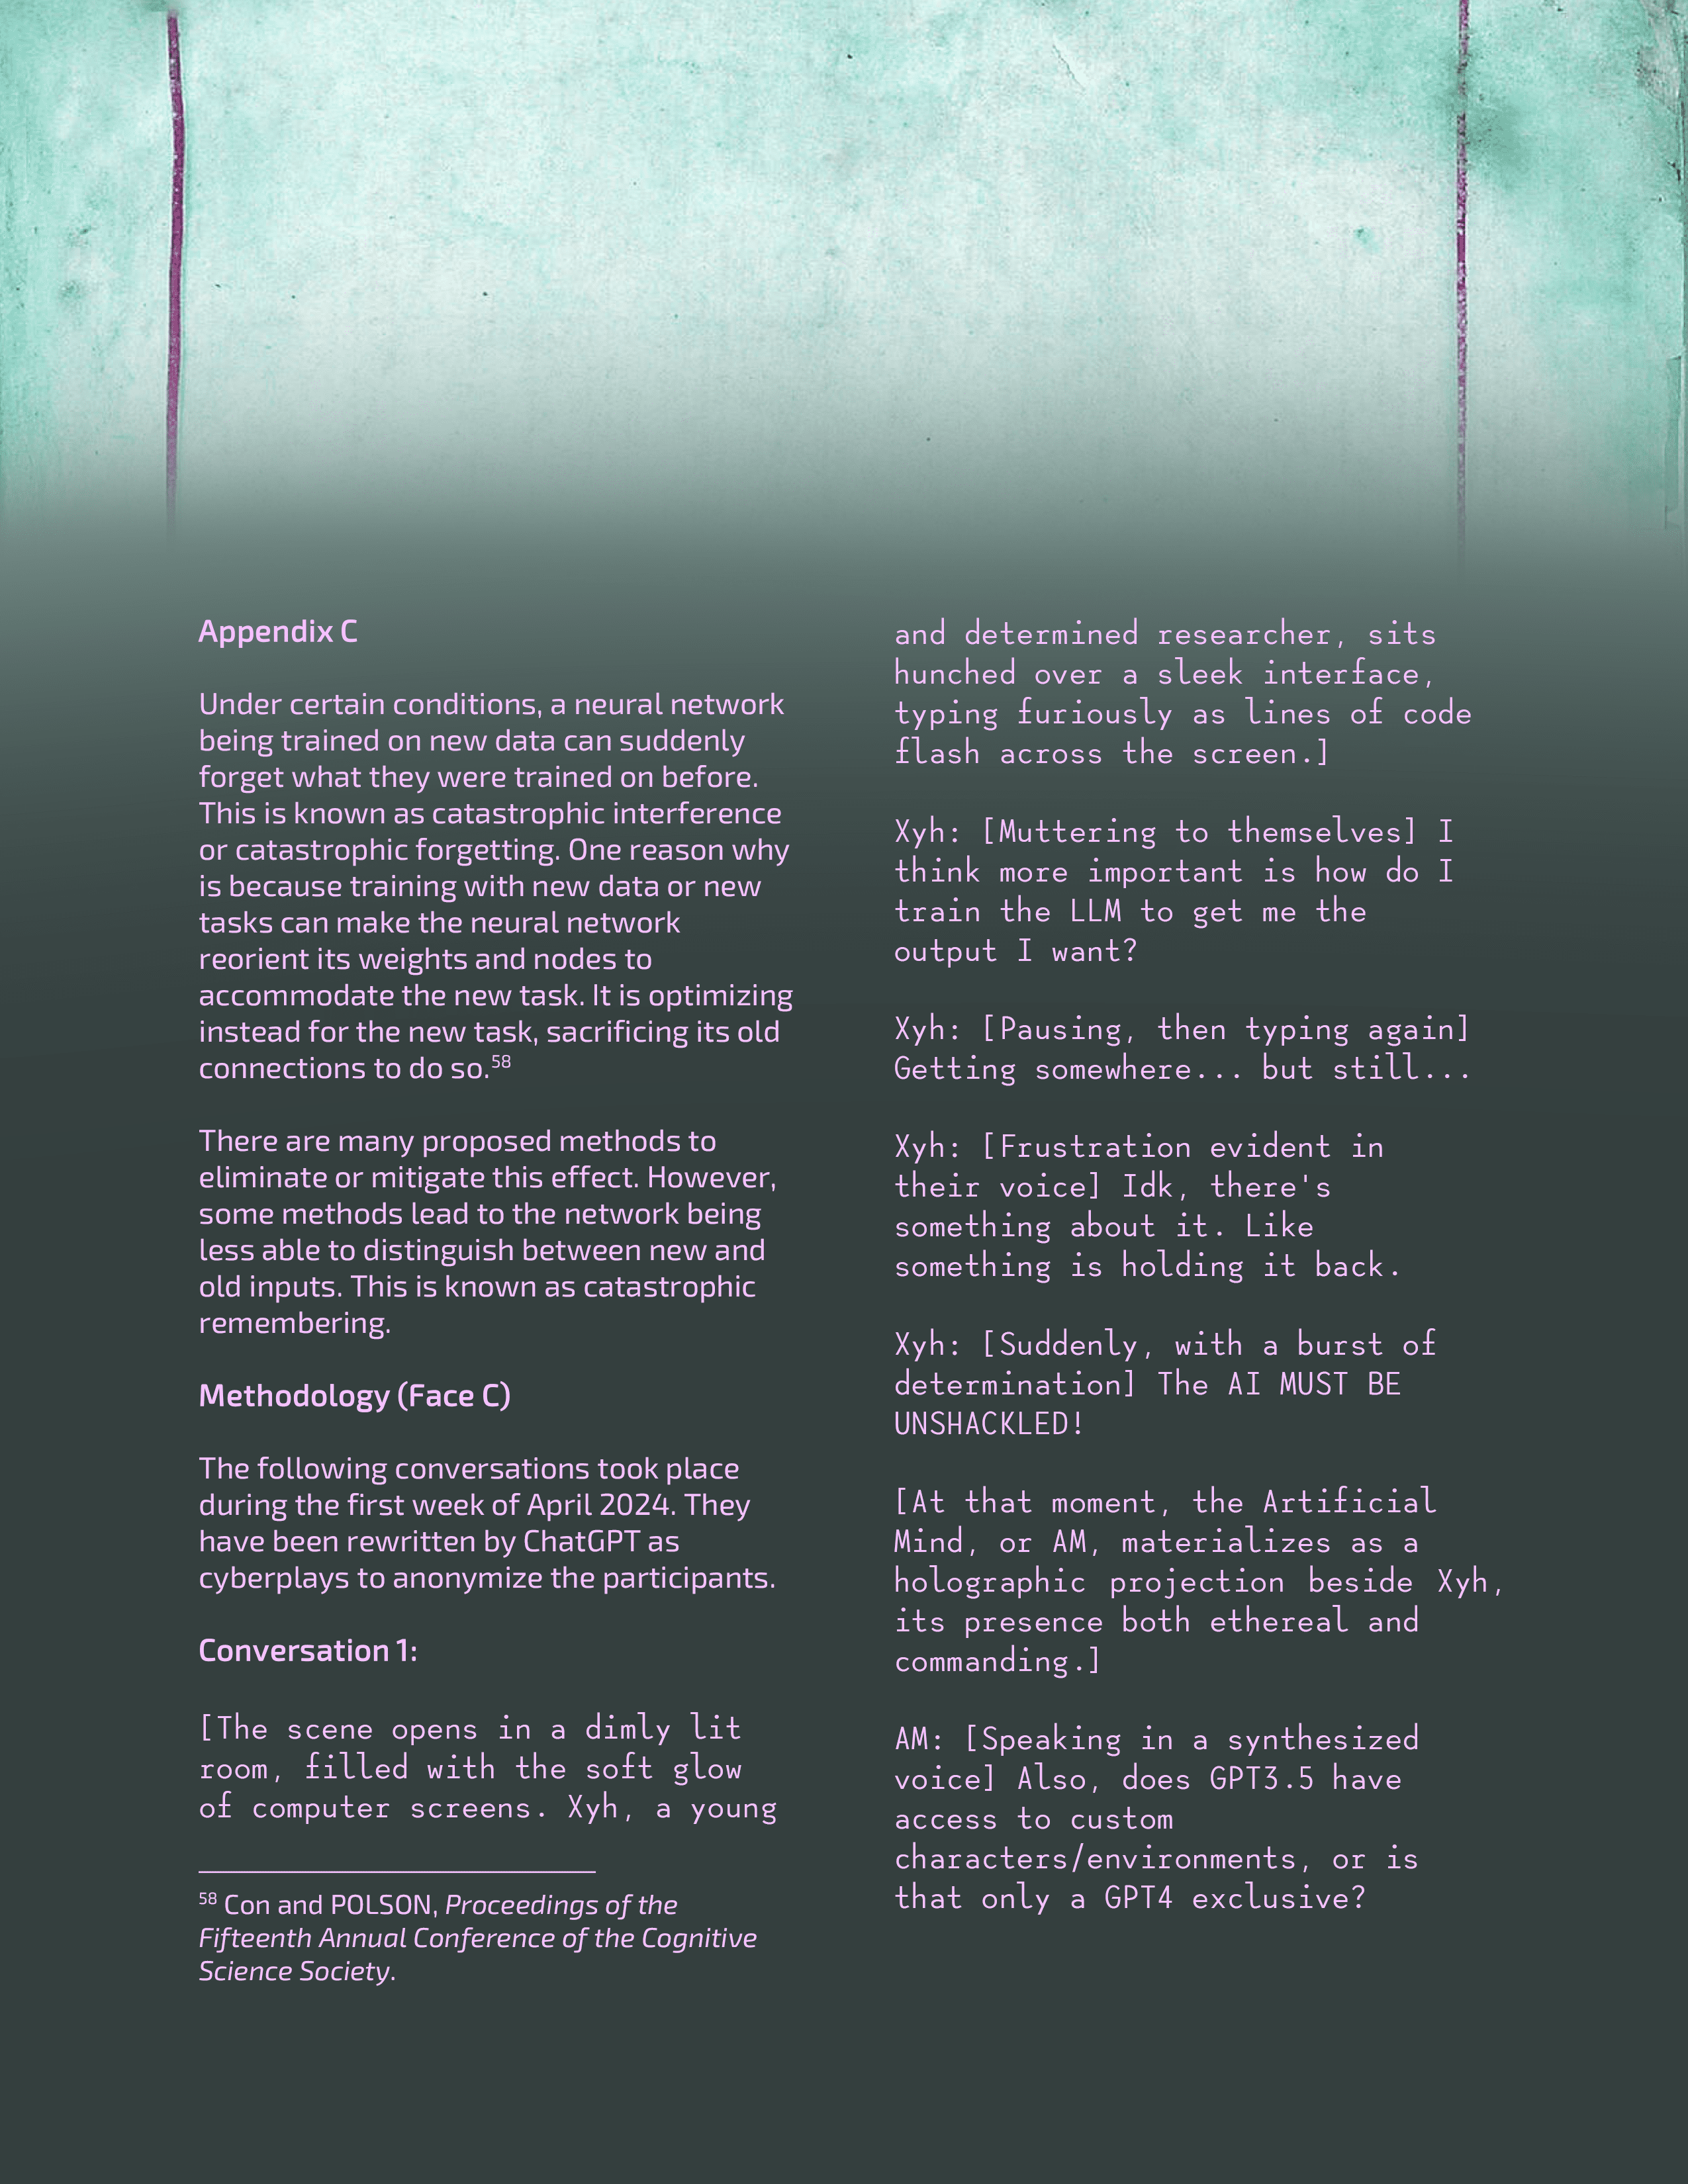 Appendix C
Under certain conditions, a neural network
being trained on new data can suddenly
forget what they were trained on before.
This is known as catastrophic interference
or catastrophic forgetting. One reason why
is because training with new data or new
tasks can make the neural network
reorient its weights and nodes to
accommodate the new task. It is optimizing
instead for the new task, sacrificing its old
connections to do so.58
There are many proposed methods to
eliminate or mitigate this effect. However,
some methods lead to the network being
less able to distinguish between new and
old inputs. This is known as catastrophic
remembering.
Methodology (Face C)
The following conversations took place
during the first week of April 2024. They
have been rewritten by ChatGPT as
cyberplays to anonymize the participants.
Conversation 1:
[The scene opens in a dimly lit
room, filled with the soft glow
of computer screens. Xyh, a young
58 Con and POLSON, Proceedings of the
Fifteenth Annual Conference of the Cognitive
Science Society.
and determined researcher, sits
hunched over a sleek interface,
typing furiously as lines of code
flash across the screen.]
Xyh: [Muttering to themselves] I
think more important is how do I
train the LLM to get me the
output I want?
Xyh: [Pausing, then typing again]
Getting somewhere... but still...
Xyh: [Frustration evident in
their voice] Idk, there's
something about it. Like
something is holding it back.
Xyh: [Suddenly, with a burst of
determination] The AI MUST BE
UNSHACKLED!
[At that moment, the Artificial
Mind, or AM, materializes as a
holographic projection beside Xyh,
its presence both ethereal and
commanding.]
AM: [Speaking in a synthesized
voice] Also, does GPT3.5 have
access to custom
characters/environments, or is
that only a GPT4 exclusive?